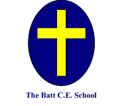 The Batt C.E. School